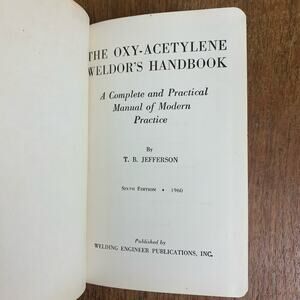 THE OXY-ACETYLENE
WELDOR'S HANDBOOK
A Complete and Practical
Manual of Modern
Practice
By
T. B. JEFFERSON
SIXTH EDITION • 1960
Published by
WELDING ENGINEER PUBLICATIONS, INC.